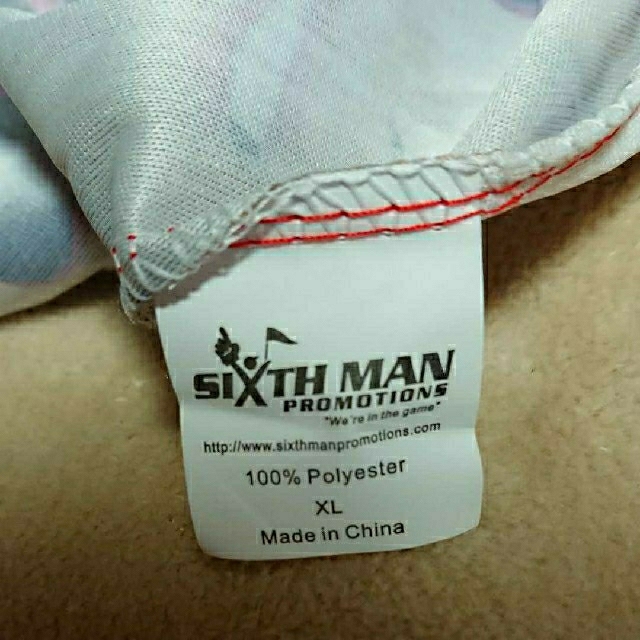 SIXTH MAN
PROMOTIONS
"We're in the game"
http://www.sixthmanpromotions.com
100% Polyester
XL
Made in China